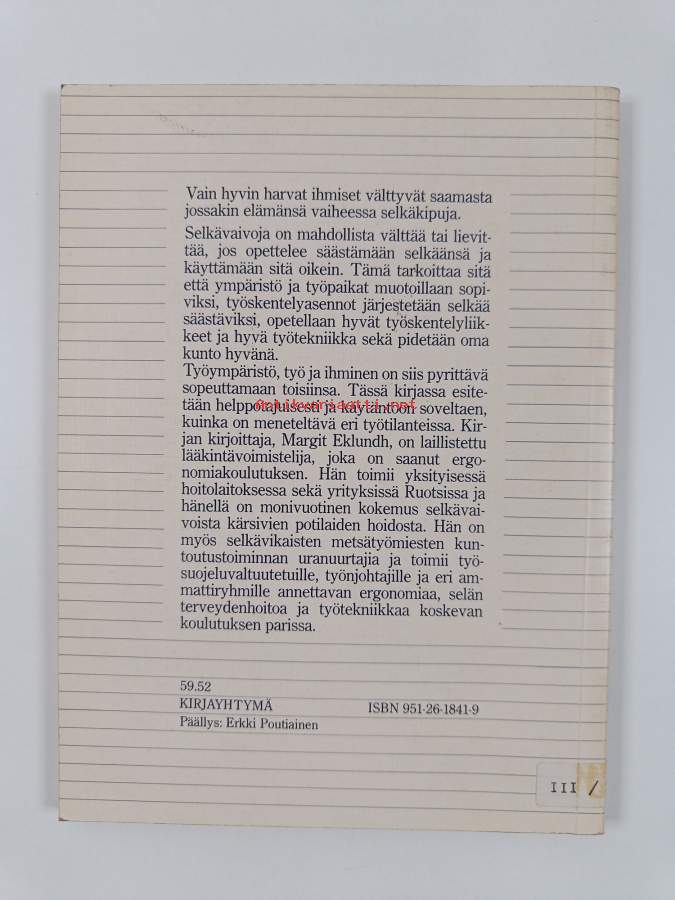 Vain hyvin harvat ihmiset välttyvät saamasta
jossakin elämänsä vaiheessa selkäkipuja.
Selkävaivoja on mahdollista välttää tai lievit-
tää, jos opettelee säästämään selkäänsä ja
käyttämään sitä oikein. Tämä tarkoittaa sitä
että ympäristö ja työpaikat muotoillaan sopi-
viksi, työskentelyasennot järjestetään selkää
säästäviksi, opetellaan hyvät työskentelyliik-
keet ja hyvä työtekniikka sekä pidetään oma
kunto hyvänä.
Työympäristö, työ ja ihminen on siis pyrittävä
sopeuttamaan toisiinsa. Tässä kirjassa esite-
tään helppotajuisesti ja käytäntöön soveltaen,
Antikvariaatti.net
kuinka on meneteltävä eri työtilanteissa. Kir-
jan kirjoittaja, Margit Eklundh, on laillistettu
lääkintävoimistelija, joka on saanut ergo-
nomiakoulutuksen. Hän toimii yksityisessä
hoitolaitoksessa sekä yrityksissä Ruotsissa ja
hänellä on monivuotinen kokemus selkävai-
voista kärsivien potilaiden hoidosta. Hän on
myös selkävikaisten metsätyömiesten kun-
toutustoiminnan uranuurtajia ja toimii työ-
suojeluvaltuutetuille, työnjohtajille ja eri am-
mattiryhmille annettavan ergonomiaa, selän
terveydenhoitoa ja työtekniikkaa koskevan
koulutuksen parissa.
59.52
KIRJAYHTYMÄ ISBN 951-26-1841-9
Päällys: Erkki Poutiainen
III /